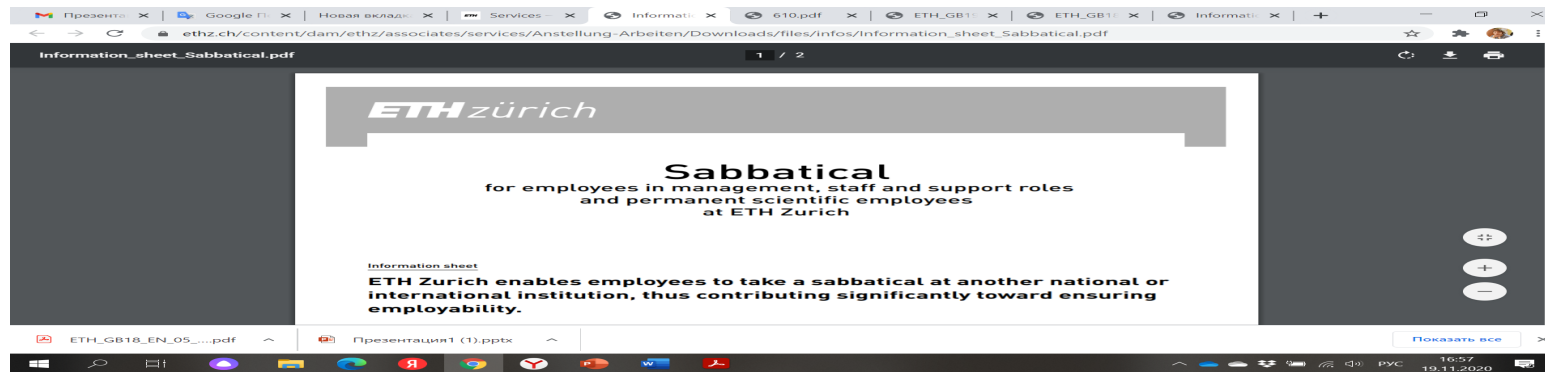 Презента
Google П
Новая вкладк
Services –
Informati
610.pdf
ETH_GB1
ETH_GB1
Informati
ethz.ch/content/dam/ethz/associates/services/Anstellung-Arbeiten/Downloads/files/infos/Information_sheet_Sabbatical.pdf
Information_sheet_Sabbatical.pdf
1 / 2
ETH zürich
Sabbatical
for employees in management, staff and support roles
and permanent scientific employees
at ETH Zurich
Information sheet
ETH Zurich enables employees to take a sabbatical at another national or
international institution, thus contributing significantly toward ensuring
employability.
ETH_GB18_EN_05_....pdf
Презентация1 (1).pptx
Показать все
РУС
16:57
19.11.2020